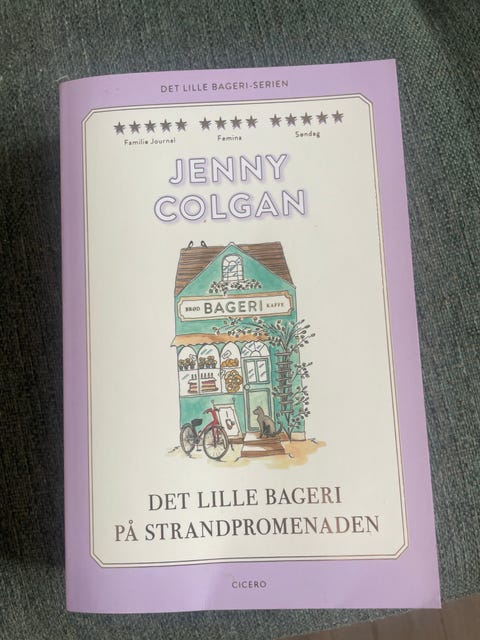 DET LILLE BAGERI-SERIEN
★★★★★ ★★★★ ★★★★★
Familie Journal Femina Søndag
JENNY
COLGAN
BRØD BAGERI KAFFE
DET LILLE BAGERI
PÅ STRANDPROMENADEN
CICERO